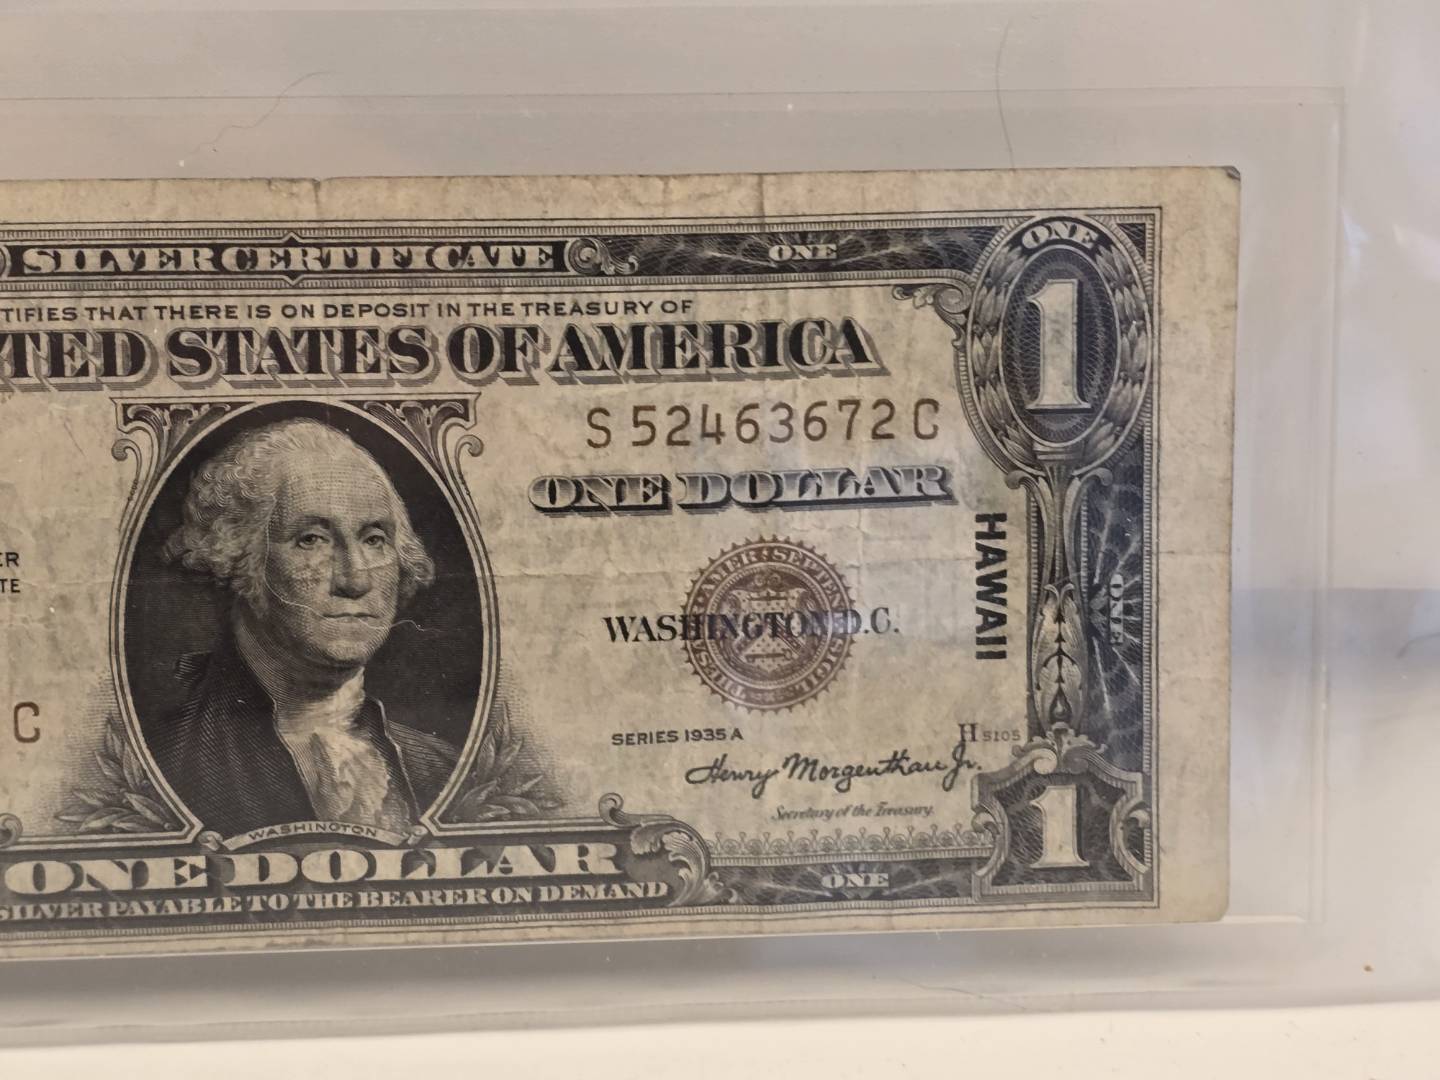 SILVER CERTIFICATE
ONE
ONE
1
TIFIES THAT THERE IS ON DEPOSIT IN THE TREASURY OF
TED STATES OF AMERICA
S 52463672 C
ONE DOLLAR
HAWAII
ER
TE
WASHINGTON D.C.
ONE
C
SERIES 1935 A
H 5105
Henry Morgenthau Jr.
Secretary of the Treasury.
WASHINGTON
1
ONE DOLLAR
ONE
SILVER PAYABLE TO THE BEARER ON DEMAND